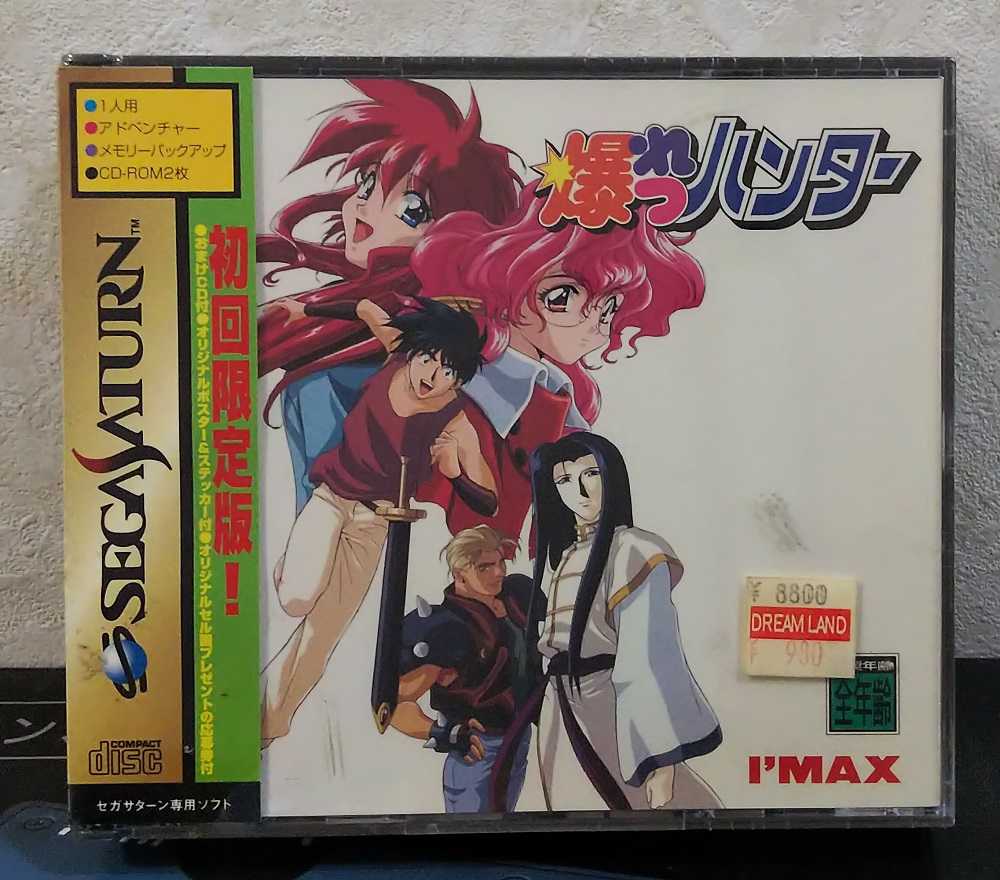 ●1人用
●アドベンチャー
●メモリーバックアップ
●CD-ROM2枚
SEGA SATURN™
初回限定版!
●おまけCD付●オリジナルポスター&ステッカー付●オリジナルセル画プレゼントの応募券付
COMPACT
disc
セガサターン専用ソフト
爆れつハンター
¥ 8800
DREAM LAND
¥ 980
全年齢
I'MAX